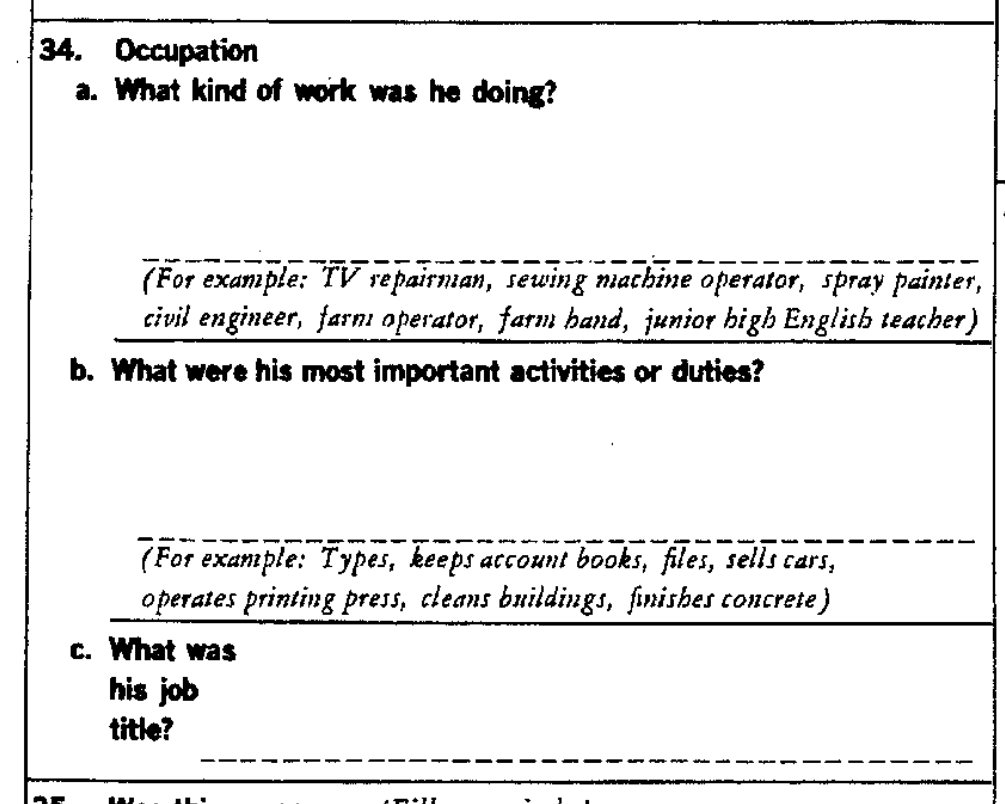 34. Occupation
a. What kind of work was he doing?
(For example: TV repairman, sewing machine operator, spray painter,
civil engineer, farm operator, farm hand, junior high English teacher)
b. What were his most important activities or duties?
(For example: Types, keeps account books, files, sells cars,
operates printing press, cleans buildings, finishes concrete)
c. What was
his job
title?